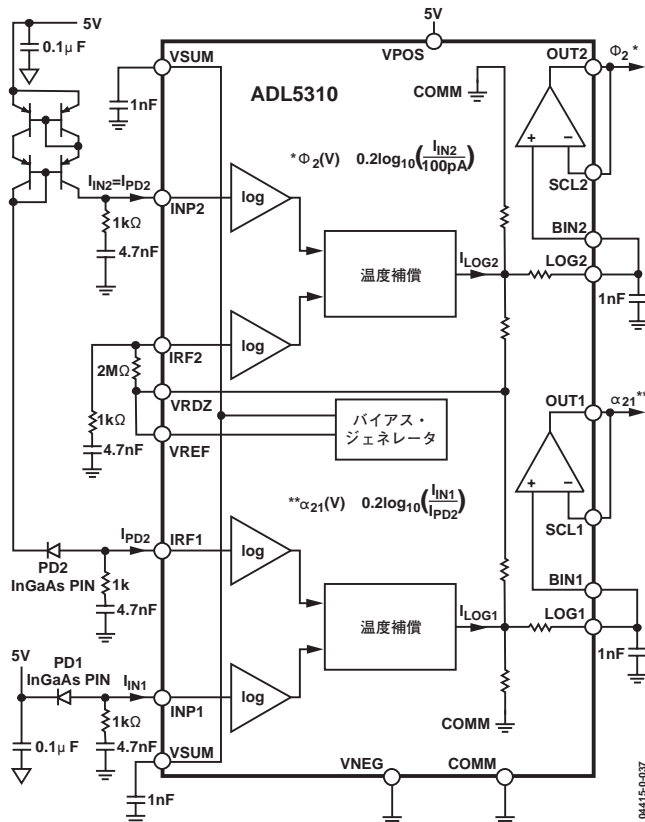 5V
0.1μF
VSUM
1nF
ADL5310
5V
VPOS
COMM
OUT2
Φ2*
*Φ2(V) 0.2log10(IIN2/100pA)
SCL2
BIN2
IIN2=IPD2
INP2
log
1kΩ
4.7nF
温度補償
ILOG2
LOG2
1nF
IRF2
log
2MΩ
VRDZ
1kΩ
4.7nF
VREF
バイアス・
ジェネレータ
OUT1
α21**
**α21(V) 0.2log10(IIN1/IPD2)
SCL1
IPD2
IRF1
log
PD2
InGaAs PIN
1k
4.7nF
BIN1
温度補償
ILOG1
LOG1
1nF
5V
PD1
InGaAs PIN
IIN1
INP1
log
1kΩ
4.7nF
0.1μF
VSUM
1nF
COMM
VNEG
COMM
04415-0-037